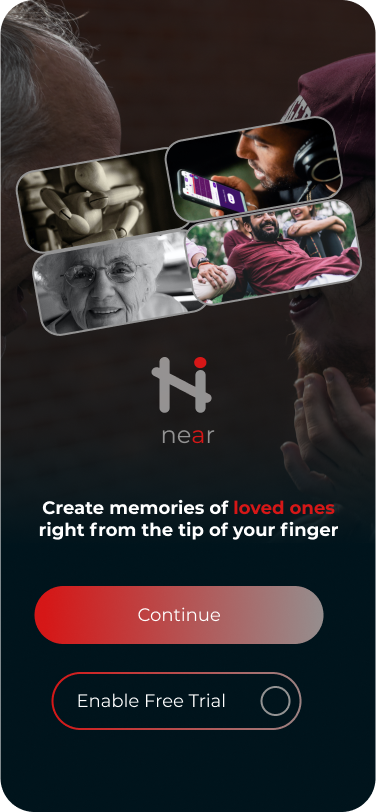 near
Create memories of loved ones
right from the tip of your finger
Continue
Enable Free Trial